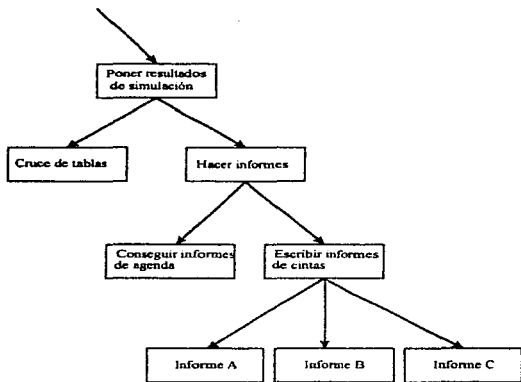 Poner resultados
de simulación
Cruce de tablas
Hacer informes
Conseguir informes
de agenda
Escribir informes
de cintas
Informe A
Informe B
Informe C